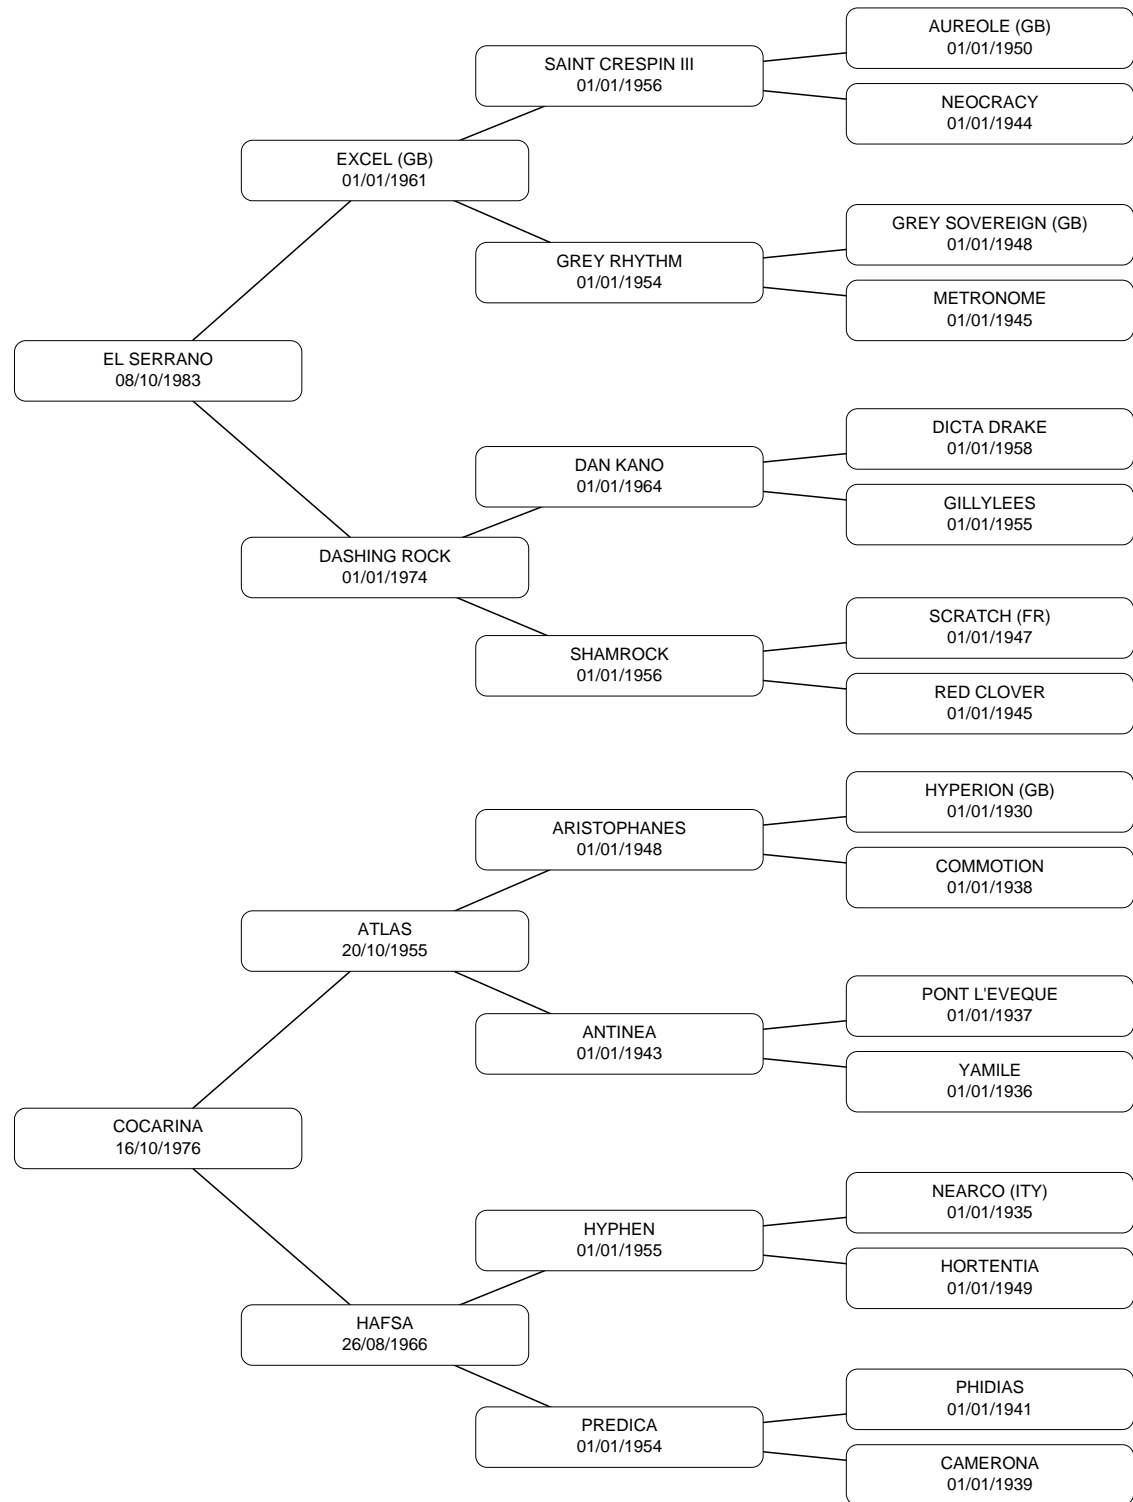 AUREOLE (GB)
01/01/1950
SAINT CRESPIN III
01/01/1956
NEOCRACY
01/01/1944
EXCEL (GB)
01/01/1961
GREY SOVEREIGN (GB)
01/01/1948
GREY RHYTHM
01/01/1954
METRONOME
01/01/1945
EL SERRANO
08/10/1983
DICTA DRAKE
01/01/1958
DAN KANO
01/01/1964
GILLYLEES
01/01/1955
DASHING ROCK
01/01/1974
SCRATCH (FR)
01/01/1947
SHAMROCK
01/01/1956
RED CLOVER
01/01/1945
HYPERION (GB)
01/01/1930
ARISTOPHANES
01/01/1948
COMMOTION
01/01/1938
ATLAS
20/10/1955
PONT L'EVEQUE
01/01/1937
ANTINEA
01/01/1943
YAMILE
01/01/1936
COCARINA
16/10/1976
NEARCO (ITY)
01/01/1935
HYPHEN
01/01/1955
HORTENTIA
01/01/1949
HAFSA
26/08/1966
PHIDIAS
01/01/1941
PREDICA
01/01/1954
CAMERONA
01/01/1939